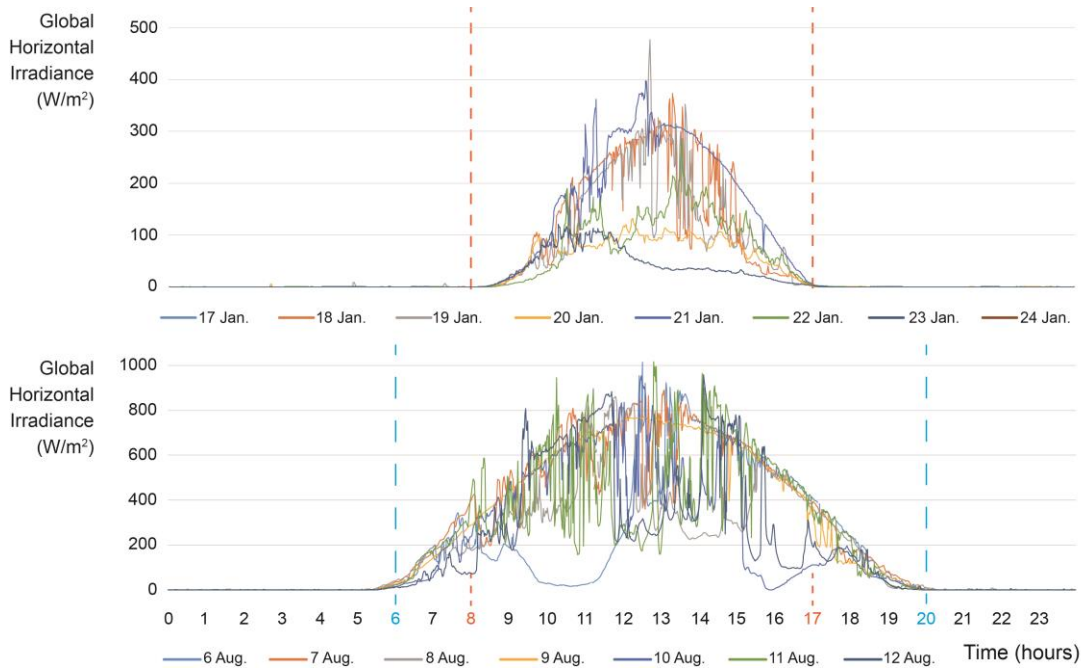 Global
Horizontal
Irradiance
(W/m²)
500
400
300
200
100
0
8
17
17 Jan. 18 Jan. 19 Jan. 20 Jan. 21 Jan. 22 Jan. 23 Jan. 24 Jan.
Global
Horizontal
Irradiance
(W/m²)
1000
800
600
400
200
0
0 1 2 3 4 5 6 7 8 9 10 11 12 13 14 15 16 17 18 19 20 21 22 23
Time (hours)
6 Aug. 7 Aug. 8 Aug. 9 Aug. 10 Aug. 11 Aug. 12 Aug.